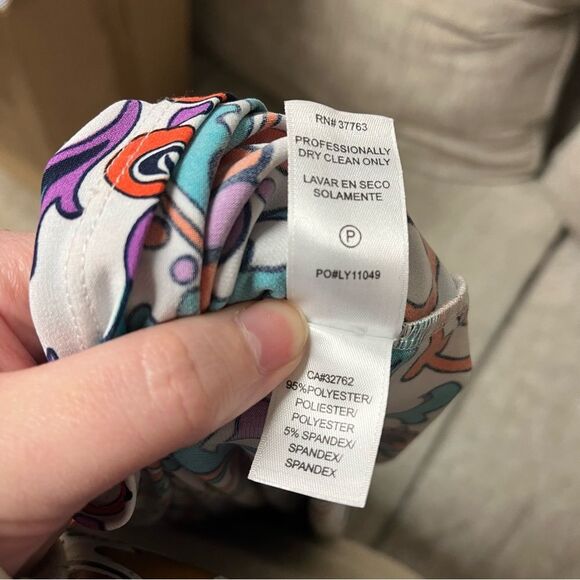 RN# 37763
PROFESSIONALLY
DRY CLEAN ONLY
LAVAR EN SECO
SOLAMENTE
P
PO#LY11049
CA#32762
95%POLYESTER/
POLIESTER/
POLYESTER
5% SPANDEX/
SPANDEX/
SPANDEX